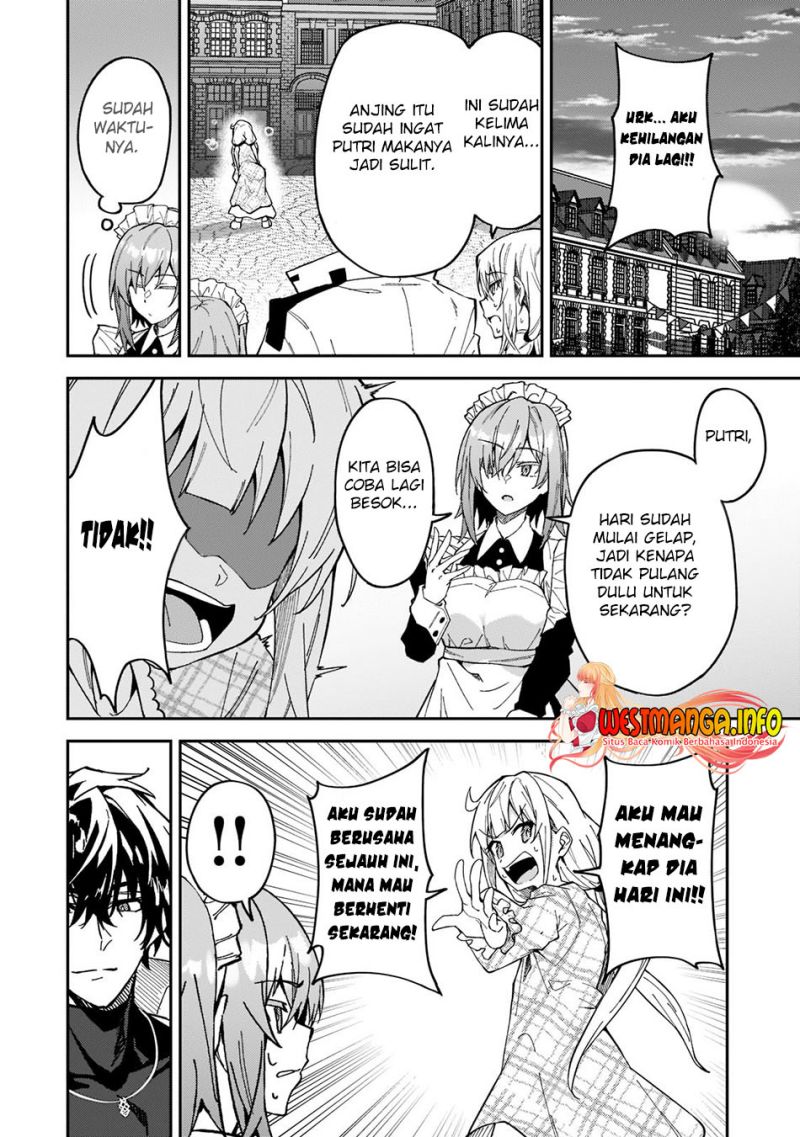 URK... AKU
KEHILANGAN
DIA LAGI!!
INI SUDAH
KELIMA
KALINYA...
ANJING ITU
SUDAH INGAT
PUTRI MAKANYA
JADI SULIT.
SUDAH
WAKTU-
NYA.
PUTRI,
HARI SUDAH
MULAI GELAP,
JADI KENAPA
TIDAK PULANG
DULU UNTUK
SEKARANG?
KITA BISA
COBA LAGI
BESOK...
TIDAK!!
WESTMANGA.INFO
Situs Baca Komik Berbahasa Indonesia
AKU MAU
MENANG-
KAP DIA
HARI INI!!
AKU SUDAH
BERUSAHA
SEJAUH INI,
MANA MAU
BERHENTI
SEKARANG!
!!